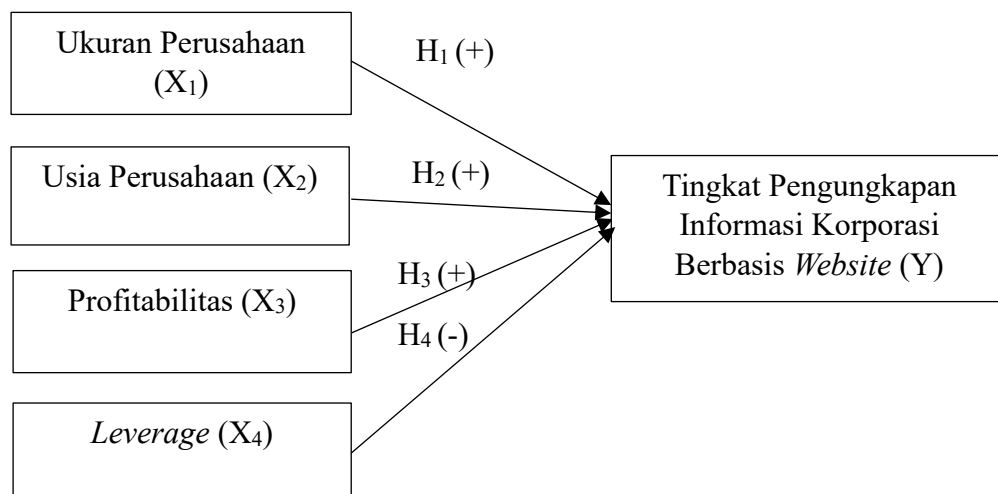 Ukuran Perusahaan
(X₁)
H₁ (+)
Usia Perusahaan (X₂)
H₂ (+)
Tingkat Pengungkapan
Informasi Korporasi
Berbasis Website (Y)
Profitabilitas (X₃)
H₃ (+)
H₄ (-)
Leverage (X₄)